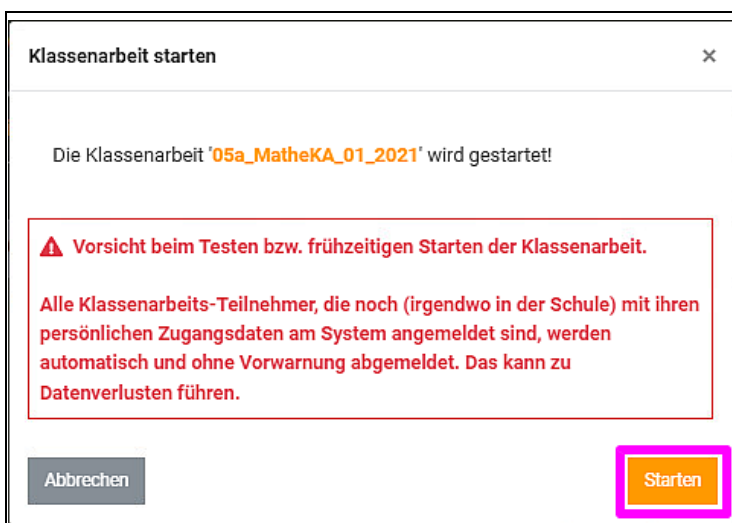 Klassenarbeit starten ×
Die Klassenarbeit '05a_MatheKA_01_2021' wird gestartet!
Vorsicht beim Testen bzw. frühzeitigen Starten der Klassenarbeit.
Alle Klassenarbeits-Teilnehmer, die noch (irgendwo in der Schule) mit ihren
persönlichen Zugangsdaten am System angemeldet sind, werden
automatisch und ohne Vorwarnung abgemeldet. Das kann zu
Datenverlusten führen.
Abbrechen
Starten